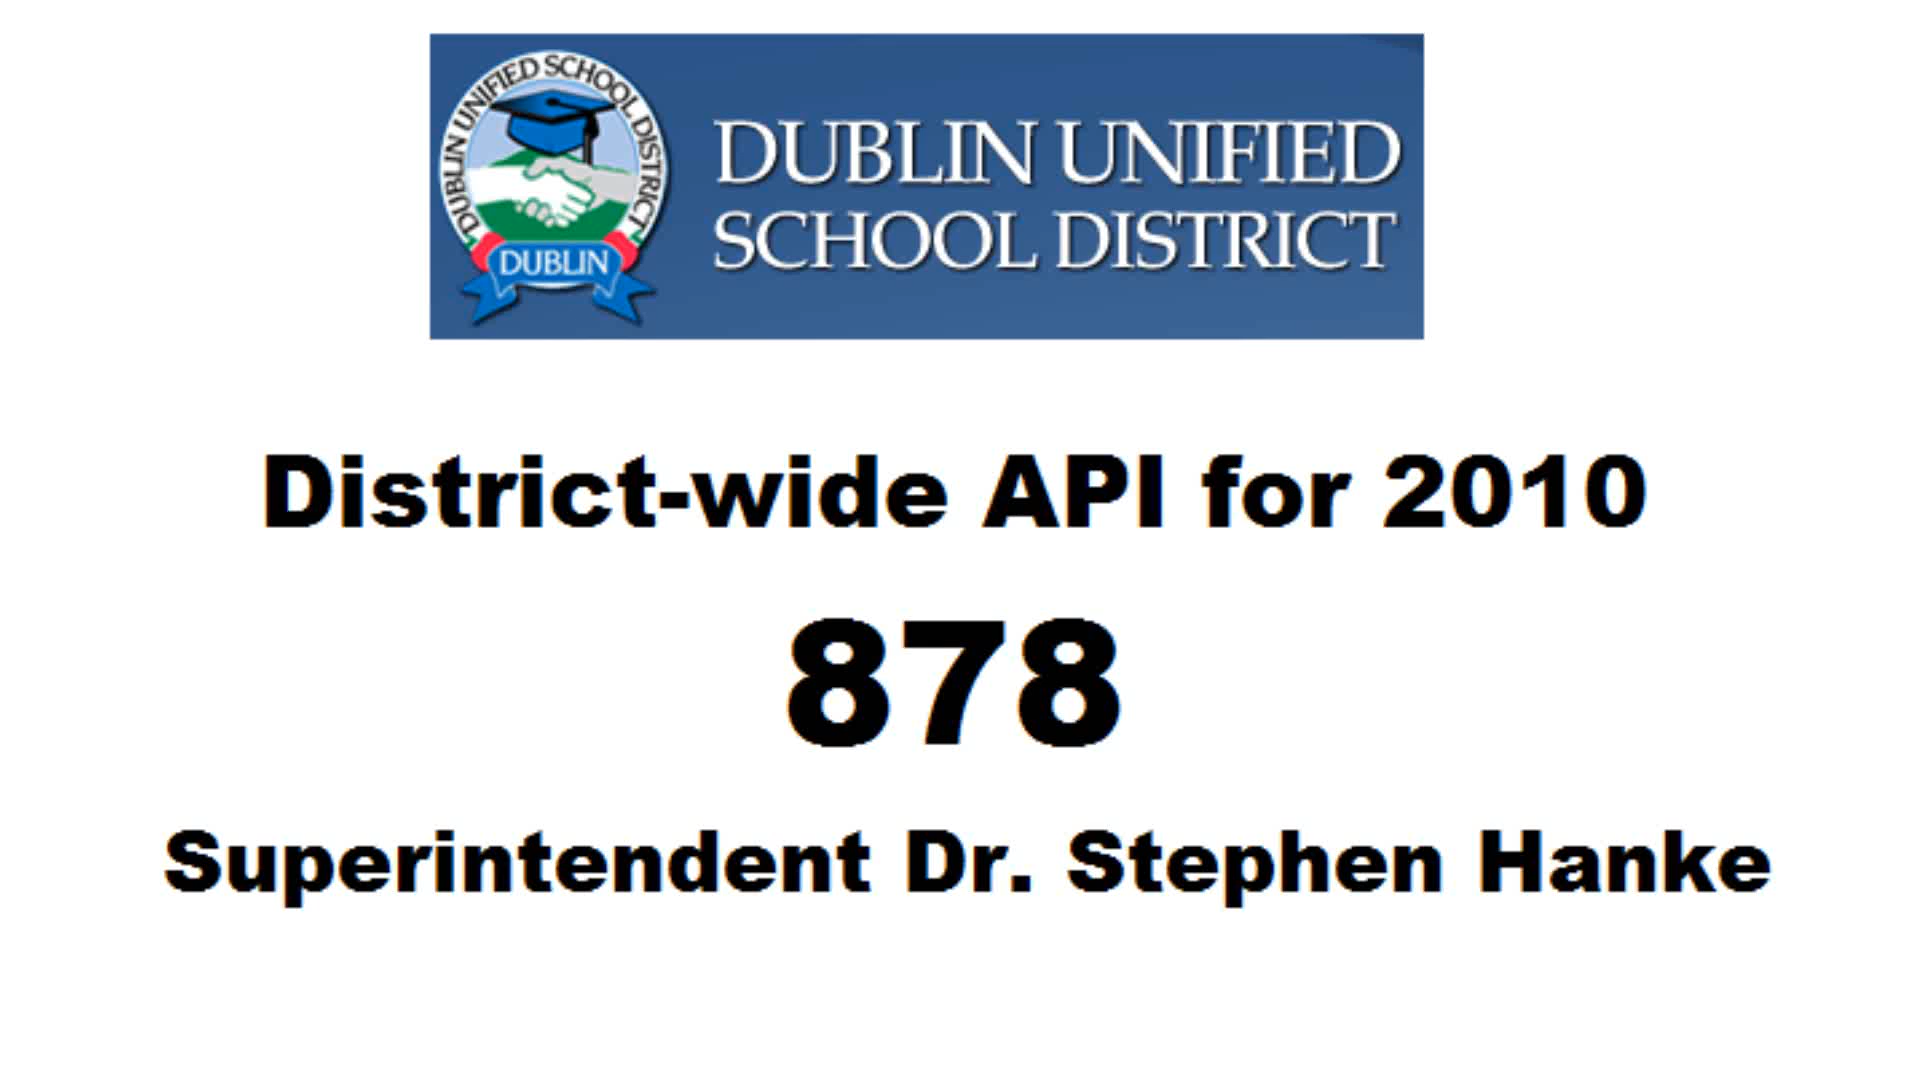 DUBLIN UNIFIED SCHOOL DISTRICT
DUBLIN
DUBLIN UNIFIED
SCHOOL DISTRICT
District-wide API for 2010
878
Superintendent Dr. Stephen Hanke